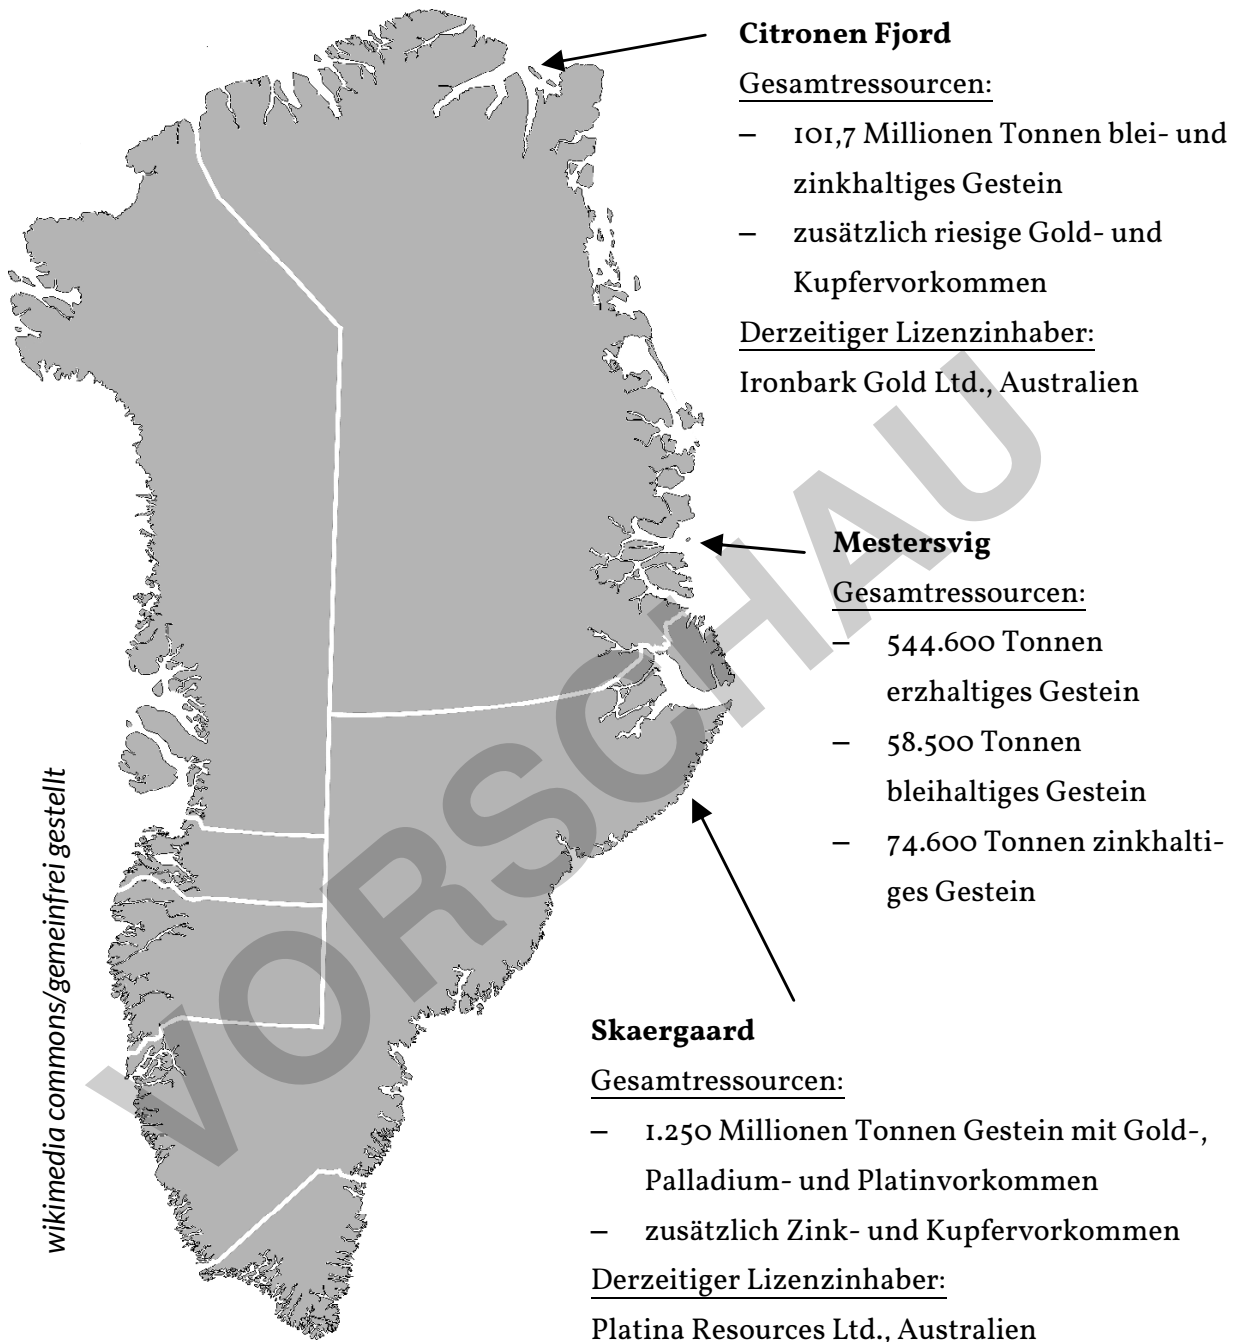 Citronen Fjord
Gesamtressourcen:
– 101,7 Millionen Tonnen blei- und
zinkhaltiges Gestein
– zusätzlich riesige Gold- und
Kupfervorkommen
Derzeitiger Lizenzinhaber:
Ironbark Gold Ltd., Australien
Mestersvig
Gesamtressourcen:
– 544.600 Tonnen
erzhaltiges Gestein
– 58.500 Tonnen
bleihaltiges Gestein
– 74.600 Tonnen zinkhalti-
ges Gestein
Skaergaard
Gesamtressourcen:
– 1.250 Millionen Tonnen Gestein mit Gold-,
Palladium- und Platinvorkommen
– zusätzlich Zink- und Kupfervorkommen
Derzeitiger Lizenzinhaber:
Platina Resources Ltd., Australien
wikimedia commons/gemeinfrei gestellt
VORSCHAU